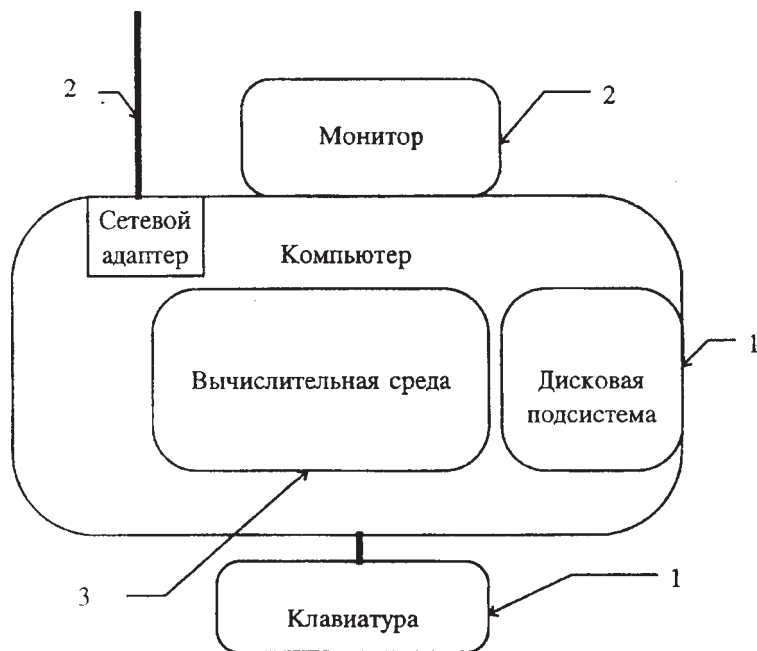 2
Монитор
2
Сетевой
адаптер
Компьютер
1
Вычислительная среда
Дисковая
подсистема
3
Клавиатура
1